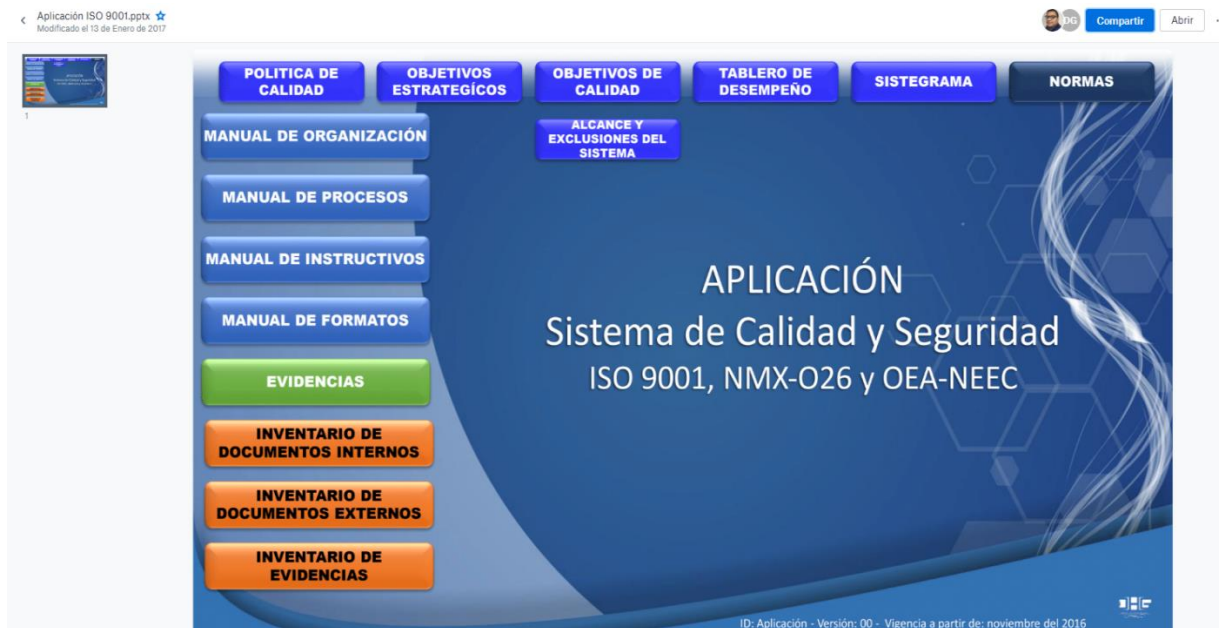 Aplicación ISO 9001.pptx
Modificado el 13 de Enero de 2017
DG
Compartir
Abrir
1
POLITICA DE
CALIDAD
OBJETIVOS
ESTRATEGÍCOS
OBJETIVOS DE
CALIDAD
TABLERO DE
DESEMPEÑO
SISTEGRAMA
NORMAS
MANUAL DE ORGANIZACIÓN
ALCANCE Y
EXCLUSIONES DEL
SISTEMA
MANUAL DE PROCESOS
MANUAL DE INSTRUCTIVOS
MANUAL DE FORMATOS
EVIDENCIAS
INVENTARIO DE
DOCUMENTOS INTERNOS
INVENTARIO DE
DOCUMENTOS EXTERNOS
INVENTARIO DE
EVIDENCIAS
APLICACIÓN
Sistema de Calidad y Seguridad
ISO 9001, NMX-O26 y OEA-NEEC
ID: Aplicación - Versión: 00 - Vigencia a partir de: noviembre del 2016